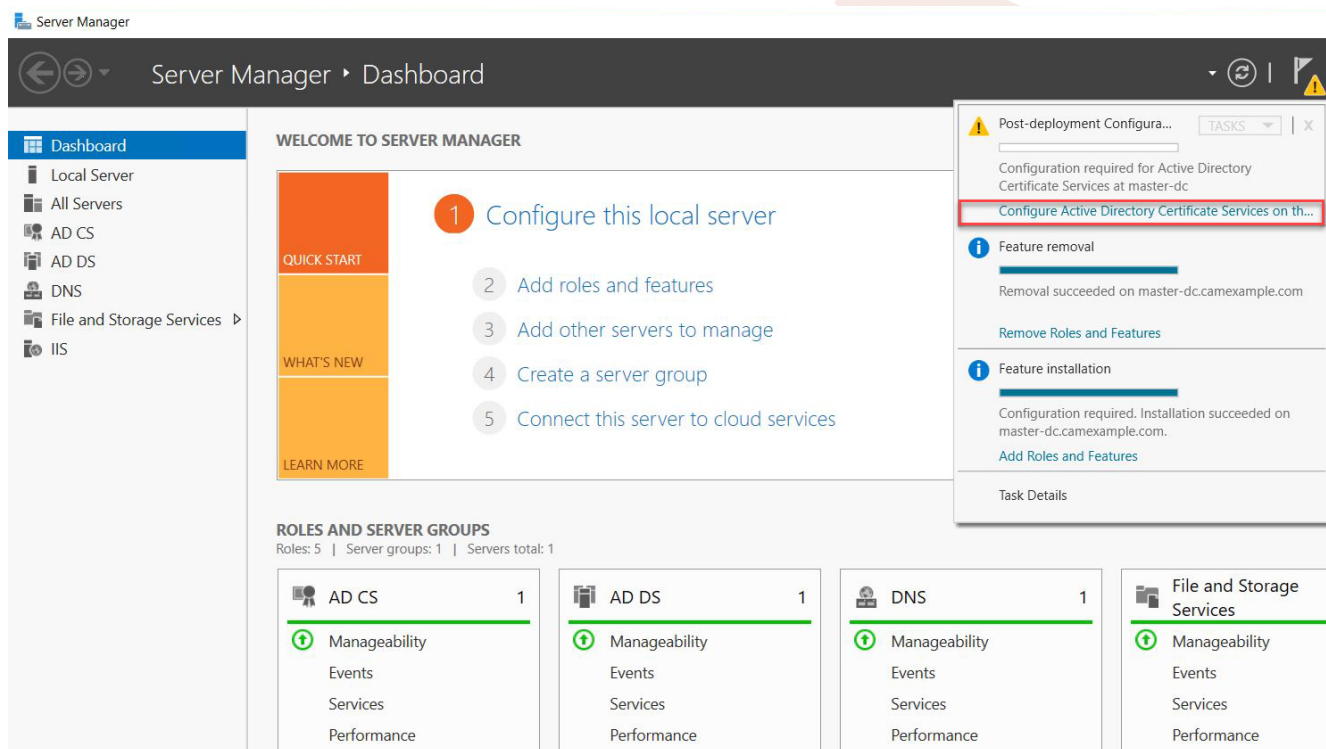 Server Manager
Server Manager ‣ Dashboard
Dashboard
Local Server
All Servers
AD CS
AD DS
DNS
File and Storage Services
IIS
WELCOME TO SERVER MANAGER
QUICK START
WHAT'S NEW
LEARN MORE
1 Configure this local server
2 Add roles and features
3 Add other servers to manage
4 Create a server group
5 Connect this server to cloud services
Post-deployment Configura...
TASKS
X
Configuration required for Active Directory
Certificate Services at master-dc
Configure Active Directory Certificate Services on th...
Feature removal
Removal succeeded on master-dc.camexample.com
Remove Roles and Features
Feature installation
Configuration required. Installation succeeded on
master-dc.camexample.com.
Add Roles and Features
Task Details
ROLES AND SERVER GROUPS
Roles: 5 | Server groups: 1 | Servers total: 1
AD CS 1
Manageability
Events
Services
Performance
AD DS 1
Manageability
Events
Services
Performance
DNS 1
Manageability
Events
Services
Performance
File and Storage
Services
Manageability
Events
Services
Performance